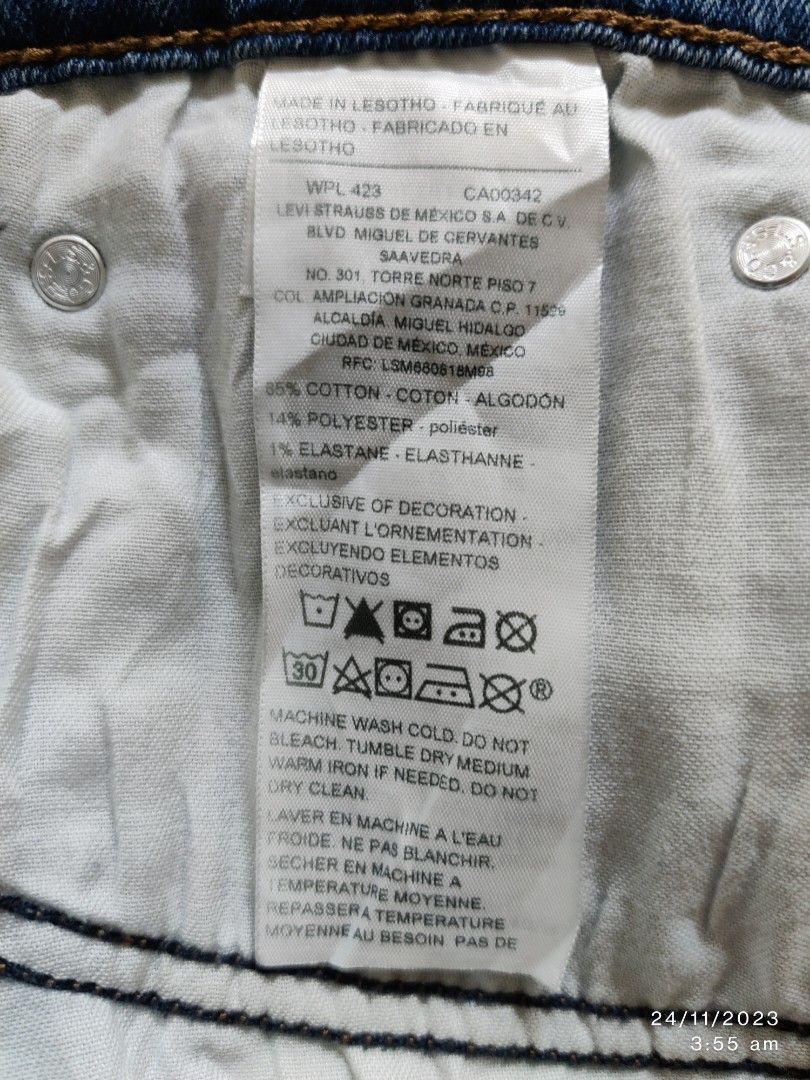 MADE IN LESOTHO - FABRIQUÉ AU
LESOTHO - FABRICADO EN
LESOTHO
WPL 423 CA00342
LEVI STRAUSS DE MÉXICO S.A. DE C.V.
BLVD. MIGUEL DE CERVANTES
SAAVEDRA
NO. 301, TORRE NORTE PISO 7
COL. AMPLIACIÓN GRANADA C.P. 11529
ALCALDÍA. MIGUEL HIDALGO
CIUDAD DE MÉXICO, MÉXICO
RFC: LSM860818M98
85% COTTON - COTON - ALGODÓN
14% POLYESTER - poliéster
1% ELASTANE - ELASTHANNE -
elastano
EXCLUSIVE OF DECORATION -
EXCLUANT L'ORNEMENTATION -
EXCLUYENDO ELEMENTOS
DECORATIVOS
30 ®
MACHINE WASH COLD. DO NOT
BLEACH. TUMBLE DRY MEDIUM
WARM IRON IF NEEDED. DO NOT
DRY CLEAN.
LAVER EN MACHINE A L'EAU
FROIDE. NE PAS BLANCHIR.
SECHER EN MACHINE A
TEMPERATURE MOYENNE.
REPASSER A TEMPERATURE
MOYENNE AU BESOIN PAS DE
24/11/2023
3:55 am